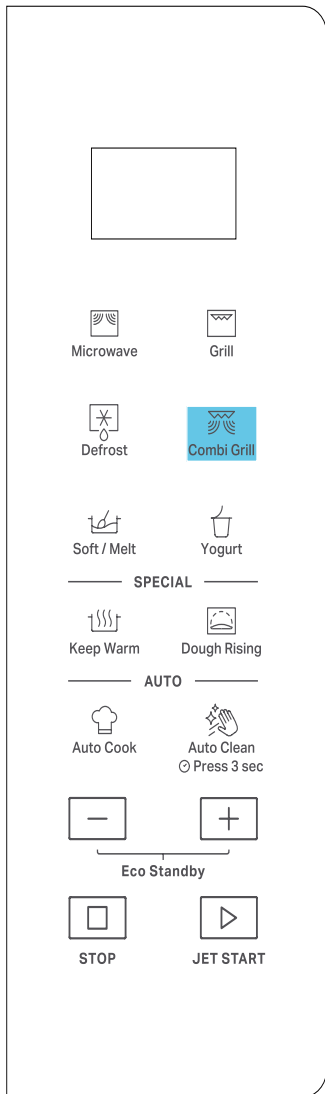 Microwave Grill
Defrost Combi Grill
Soft / Melt Yogurt
SPECIAL
Keep Warm Dough Rising
AUTO
Auto Cook Auto Clean
Press 3 sec
Eco Standby
STOP JET START